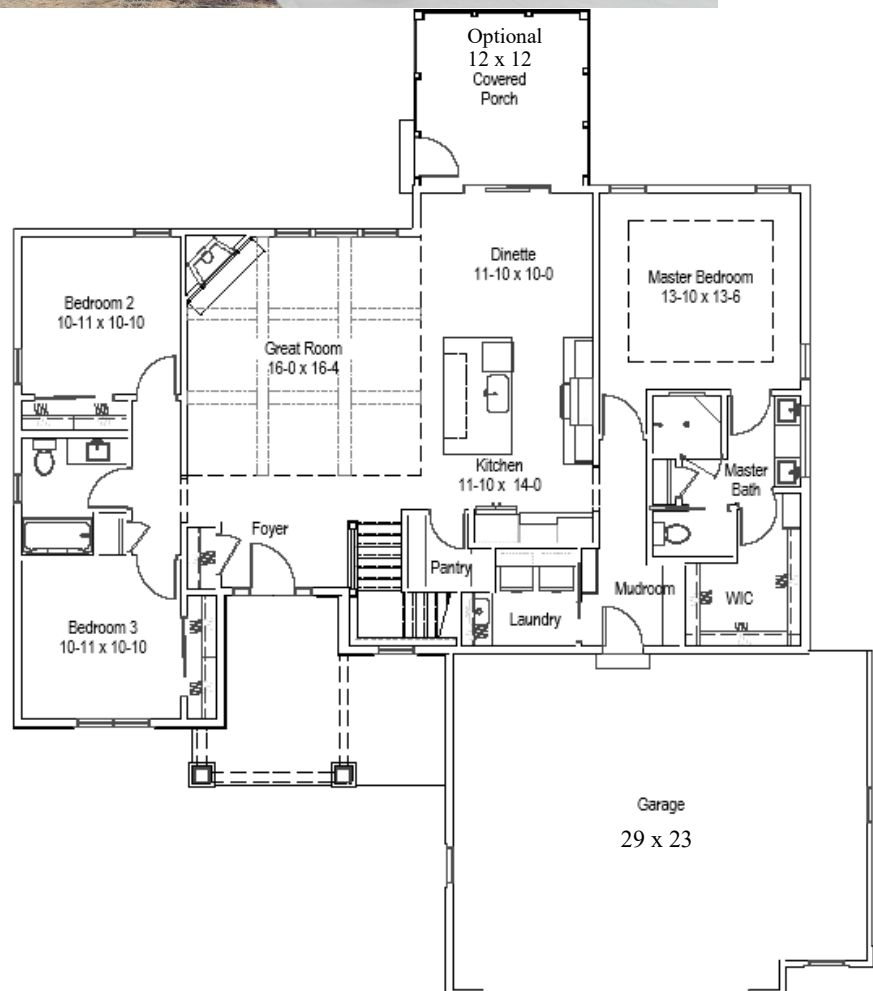 Optional
12 x 12
Covered
Porch
Dinette
11-10 x 10-0
Master Bedroom
13-10 x 13-6
Bedroom 2
10-11 x 10-10
Great Room
16-0 x 16-4
Kitchen
11-10 x 14-0
Master
Bath
Foyer
Pantry
Mudroom
WIC
Laundry
Bedroom 3
10-11 x 10-10
Garage
29 x 23